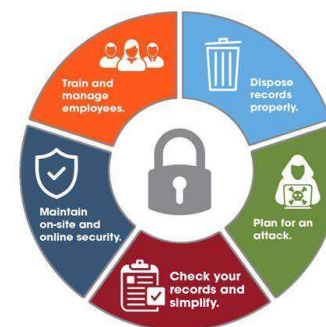 Train and
manage
employees.
Dispose
records
properly.
Plan for an
attack.
Check your
records and
simplify.
Maintain
on-site and
online security.